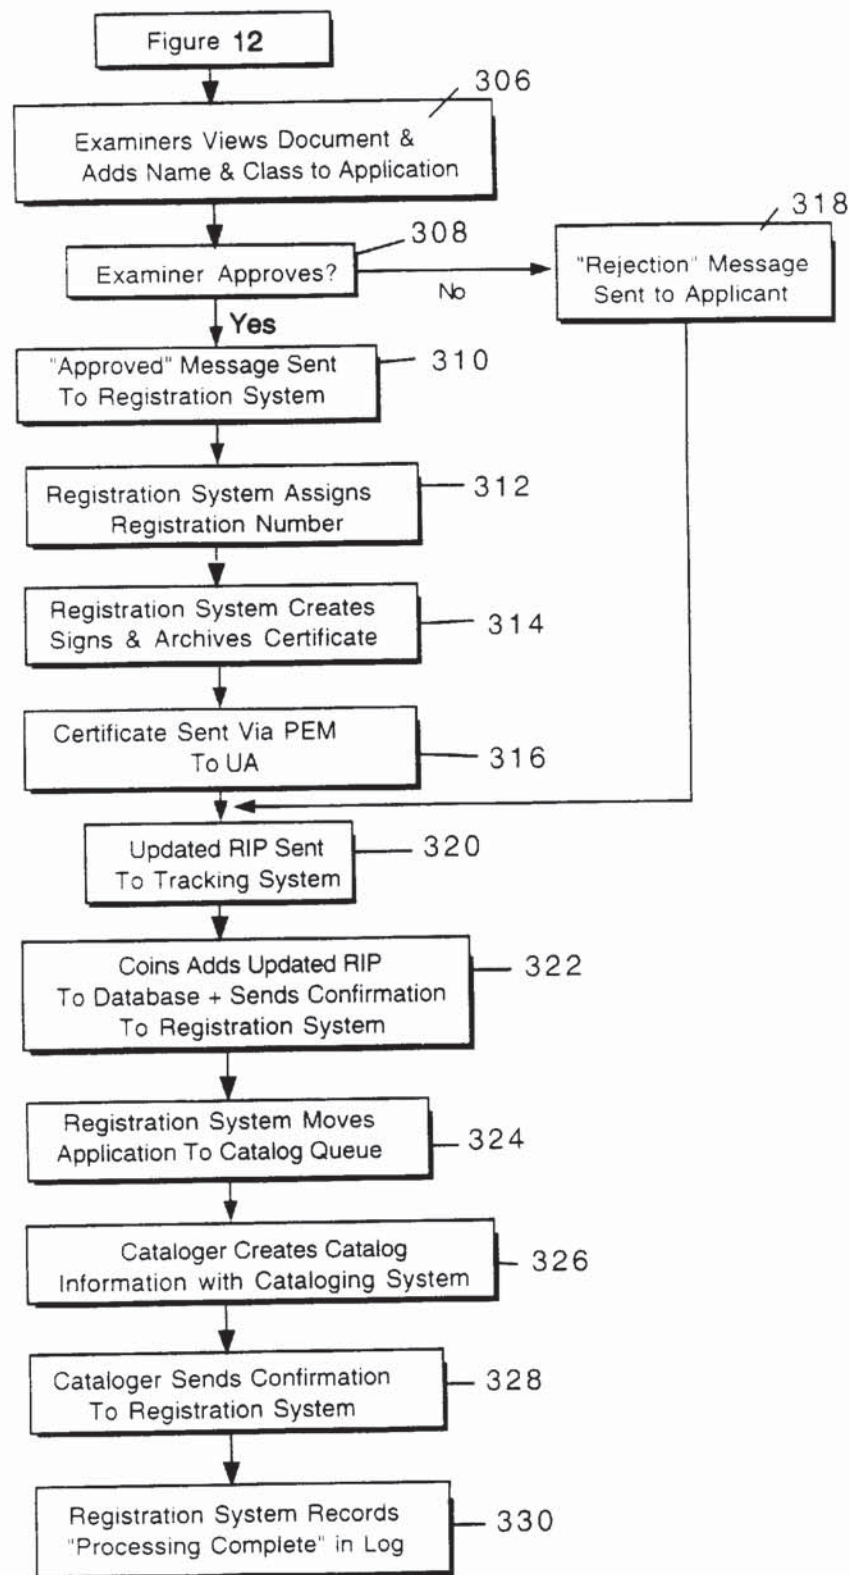 Figure 12
306
Examiners Views Document &
Adds Name & Class to Application
318
308
Examiner Approves?
No
"Rejection" Message
Sent to Applicant
Yes
"Approved" Message Sent
To Registration System
310
Registration System Assigns
Registration Number
312
Registration System Creates
Signs & Archives Certificate
314
Certificate Sent Via PEM
To UA
316
Updated RIP Sent
To Tracking System
320
Coins Adds Updated RIP
To Database + Sends Confirmation
To Registration System
322
Registration System Moves
Application To Catalog Queue
324
Cataloger Creates Catalog
Information with Cataloging System
326
Cataloger Sends Confirmation
To Registration System
328
Registration System Records
"Processing Complete" in Log
330